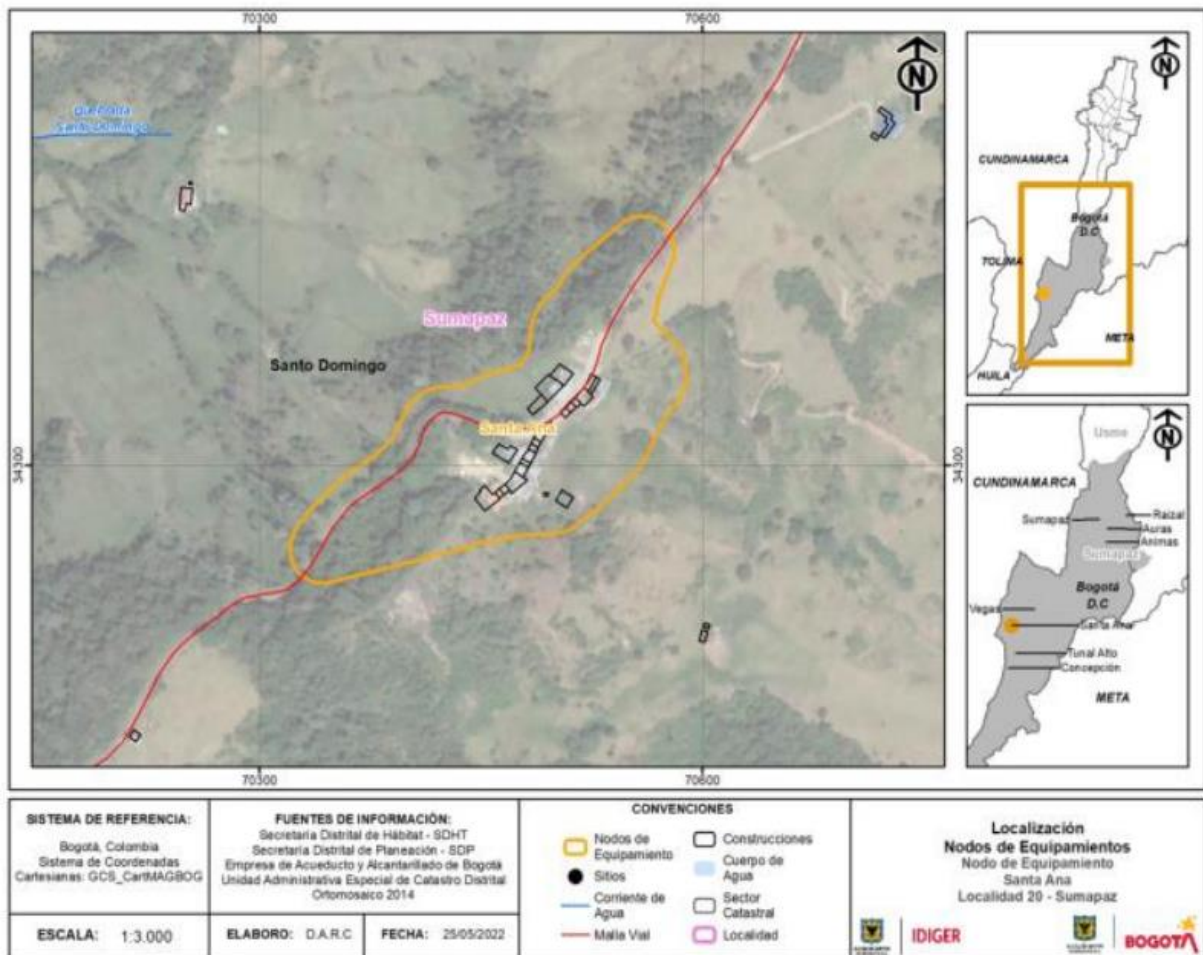 70300
70600
Quebrada
Santo Domingo
N
Sumapaz
Santo Domingo
Santa Ana
34300
34300
70300
70600
N
CUNDINAMARCA
Bogotá
D.C
TOLIMA
META
HUILA
N
Usme
CUNDINAMARCA
Sumapaz
Raizal
Auras
Animas
Sumapaz
Bogotá
D.C
Vegas
Santa Ana
Tunal Alto
Concepción
META
SISTEMA DE REFERENCIA:
Bogotá, Colombia
Sistema de Coordenadas
Cartesianas: GCS_CartMAGBOG
ESCALA: 1:3.000
FUENTES DE INFORMACIÓN:
Secretaria Distrital de Hábitat - SDHT
Secretaria Distrital de Planeación - SDP
Empresa de Acueducto y Alcantarillado de Bogotá
Unidad Administrativa Especial de Catastro Distrital
Ortomosaico 2014
ELABORO: D.A.R.C
FECHA: 25/05/2022
CONVENCIONES
Nodos de
Equipamiento
Sitios
Corriente de
Agua
Malla Vial
Construcciones
Cuerpo de
Agua
Sector
Catastral
Localidad
Localización
Nodos de Equipamientos
Nodo de Equipamiento
Santa Ana
Localidad 20 - Sumapaz
IDIGER
BOGOTÁ